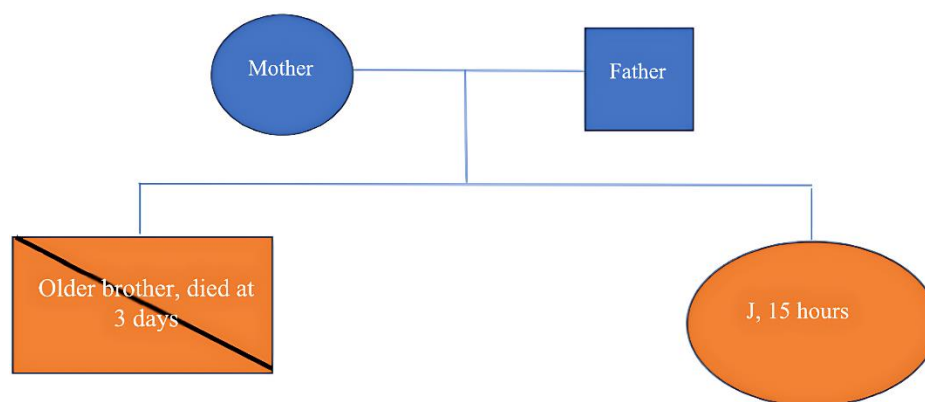 Mother
Father
Older brother, died at
3 days
J, 15 hours